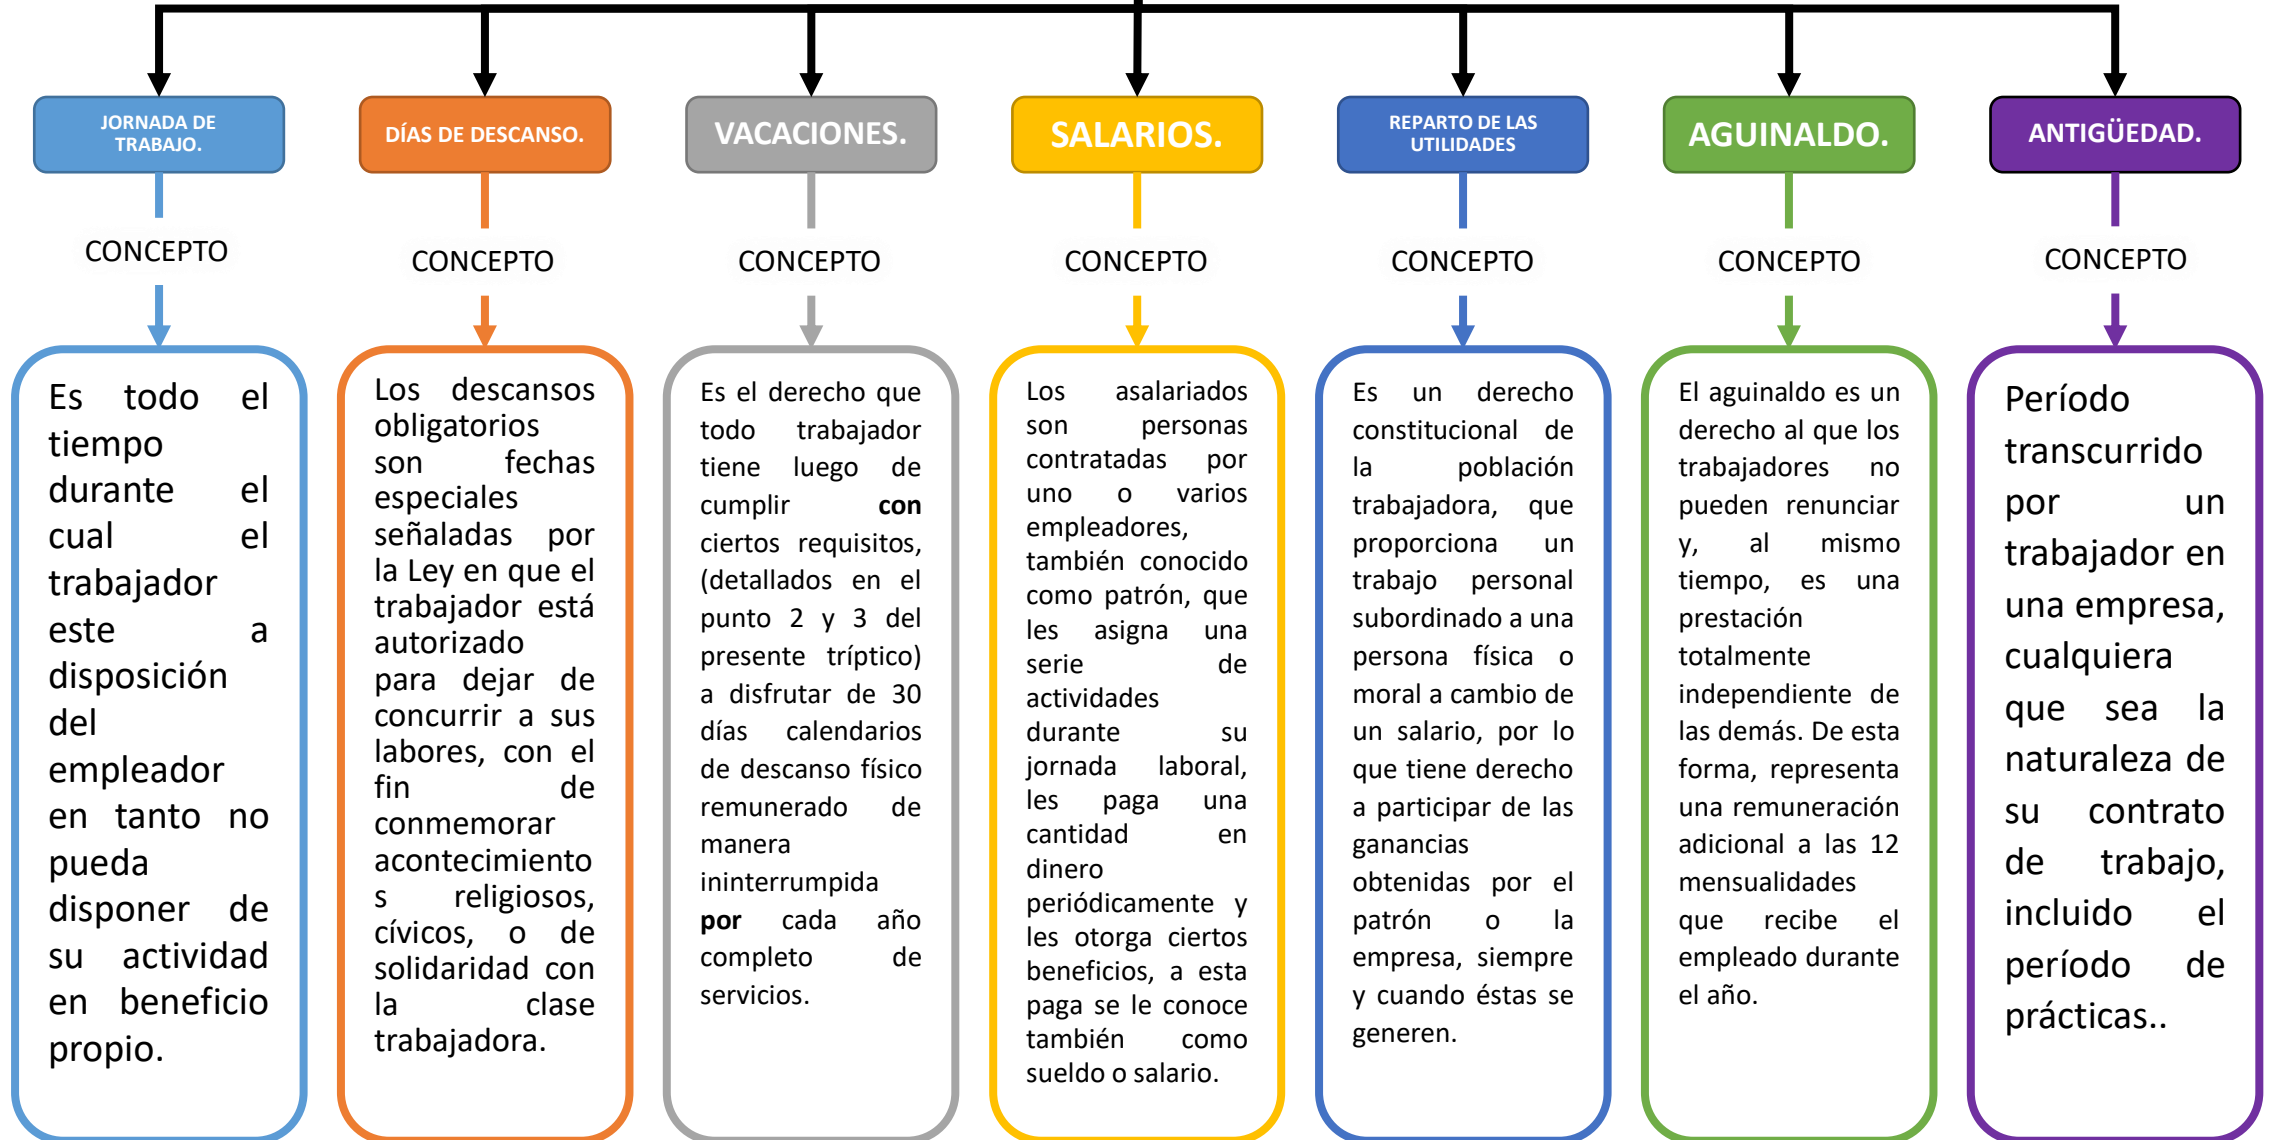 JORNADA DE
TRABAJO.
CONCEPTO
Es todo el
tiempo
durante el
cual el
trabajador
este a
disposición
del
empleador
en tanto no
pueda
disponer de
su actividad
en beneficio
propio.
DÍAS DE DESCANSO.
CONCEPTO
Los descansos
obligatorios
son fechas
especiales
señaladas por
la Ley en que el
trabajador está
autorizado
para dejar de
concurrir a sus
labores, con el
fin de
conmemorar
acontecimiento
s religiosos,
cívicos, o de
solidaridad con
la clase
trabajadora.
VACACIONES.
CONCEPTO
Es el derecho que
todo trabajador
tiene luego de
cumplir con
ciertos requisitos,
(detallados en el
punto 2 y 3 del
presente tríptico)
a disfrutar de 30
días calendarios
de descanso físico
remunerado de
manera
ininterrumpida
por cada año
completo de
servicios.
SALARIOS.
CONCEPTO
Los asalariados
son personas
contratadas por
uno o varios
empleadores,
también conocido
como patrón, que
les asigna una
serie de
actividades
durante su
jornada laboral,
les paga una
cantidad en
dinero
periódicamente y
les otorga ciertos
beneficios, a esta
paga se le conoce
también como
sueldo o salario.
REPARTO DE LAS
UTILIDADES
CONCEPTO
Es un derecho
constitucional de
la población
trabajadora, que
proporciona un
trabajo personal
subordinado a una
persona física o
moral a cambio de
un salario, por lo
que tiene derecho
a participar de las
ganancias
obtenidas por el
patrón o la
empresa, siempre
y cuando éstas se
generen.
AGUINALDO.
CONCEPTO
El aguinaldo es un
derecho al que los
trabajadores no
pueden renunciar
y, al mismo
tiempo, es una
prestación
totalmente
independiente de
las demás. De esta
forma, representa
una remuneración
adicional a las 12
mensualidades
que recibe el
empleado durante
el año.
ANTIGÜEDAD.
CONCEPTO
Período
transcurrido
por un
trabajador en
una empresa,
cualquiera
que sea la
naturaleza de
su contrato
de trabajo,
incluido el
período de
prácticas..